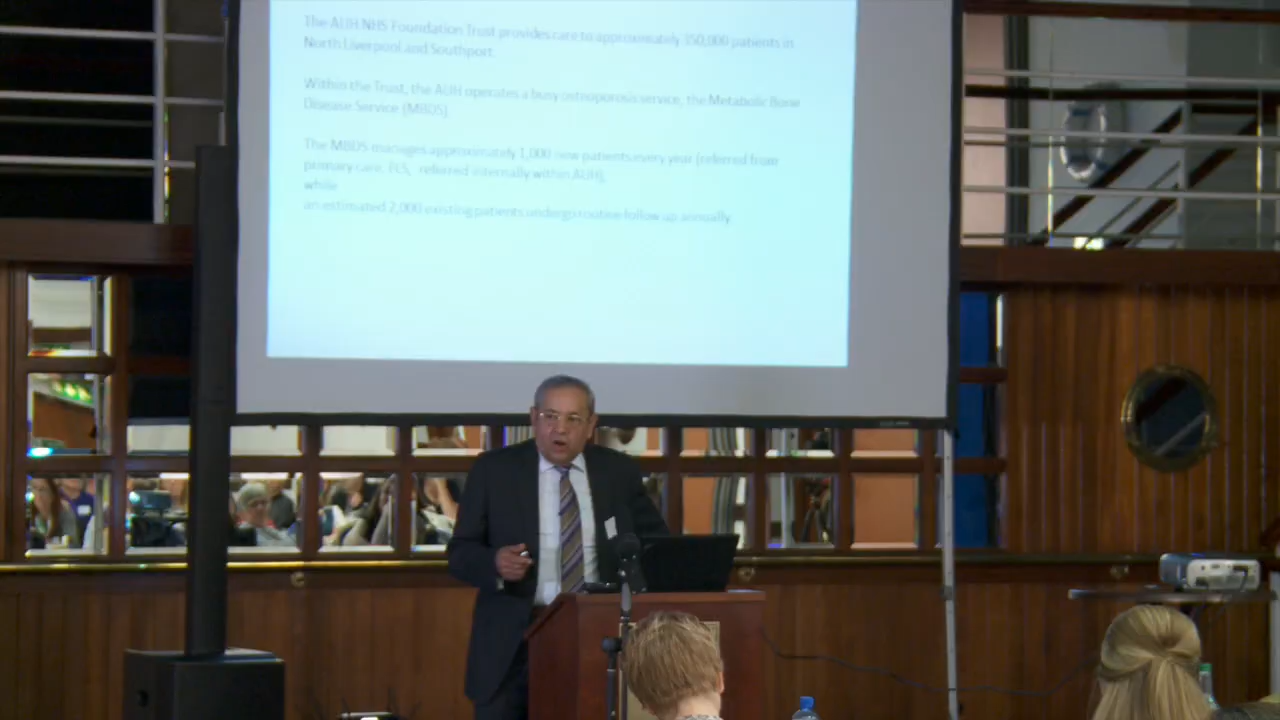 The AUH NHS Foundation Trust provides care to approximately 350,000 patients in
North Liverpool and Southport.
Within the Trust, the AUH operates a busy osteoporosis service, the Metabolic Bone
Disease Service (MBDS)
The MBDS manages approximately 1,000 new patients every year (referred from
primary care, FLS, referred internally within AUH),
while
an estimated 2,000 existing patients undergo routine follow up annually